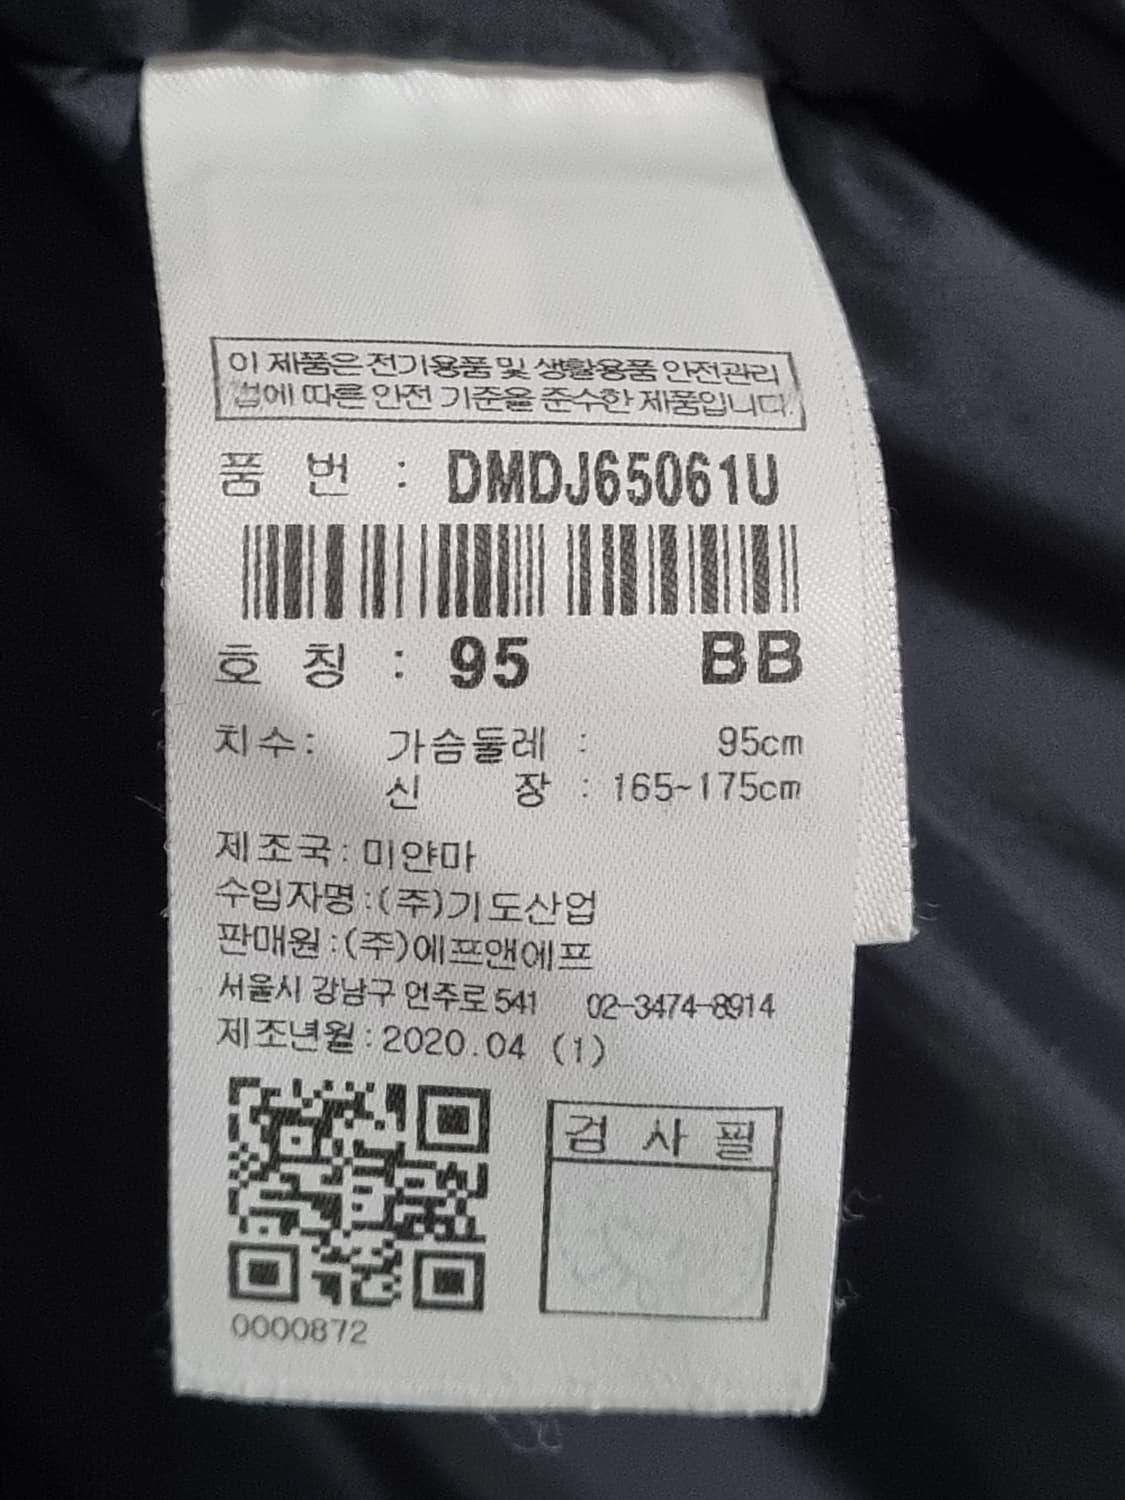 이 제품은 전기용품 및 생활용품 안전관리
법에 따른 안전 기준을 준수한 제품입니다.
품 번 : DMDJ65061U
호 칭 : 95 BB
치수: 가슴둘레 : 95cm
신 장 : 165~175cm
제조국:미얀마
수입자명:(주)기도산업
판매원:(주)에프앤에프
서울시 강남구 언주로 541 02-3474-8914
제조년월:2020.04 (1)
검 사 필
0000872